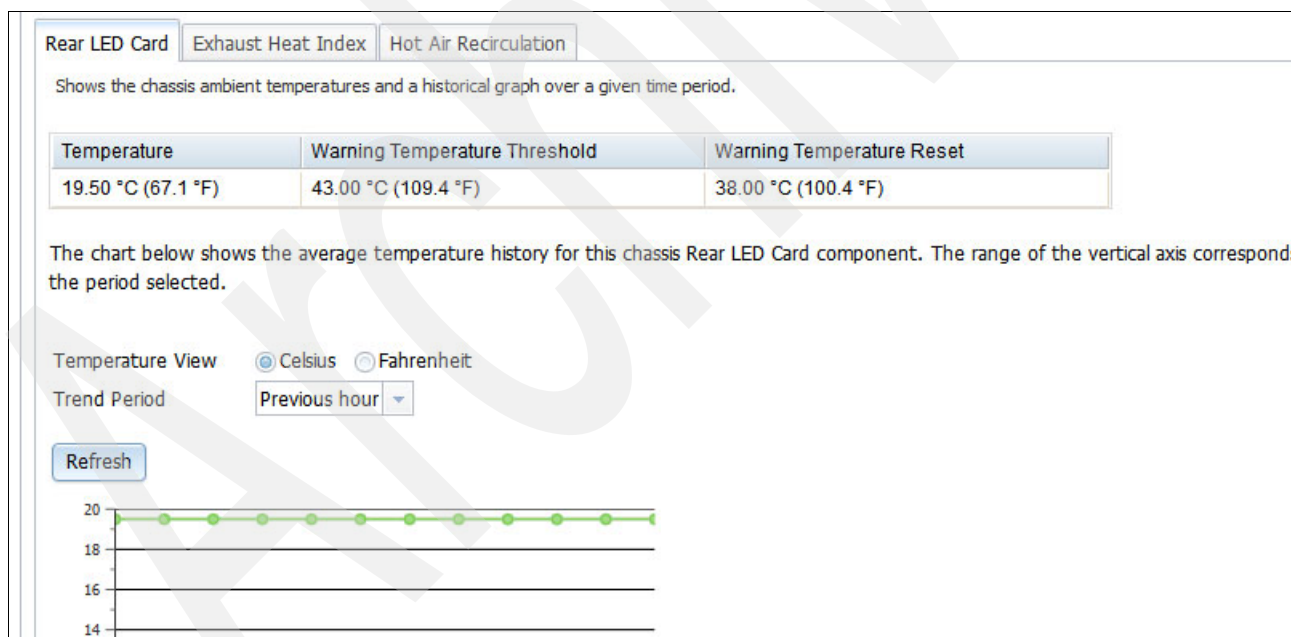 Rear LED Card Exhaust Heat Index Hot Air Recirculation
Shows the chassis ambient temperatures and a historical graph over a given time period.
Temperature Warning Temperature Threshold Warning Temperature Reset
19.50 °C (67.1 °F) 43.00 °C (109.4 °F) 38.00 °C (100.4 °F)
The chart below shows the average temperature history for this chassis Rear LED Card component. The range of the vertical axis corresponds
the period selected.
Temperature View Celsius Fahrenheit
Trend Period Previous hour
Refresh
20
18
16
14